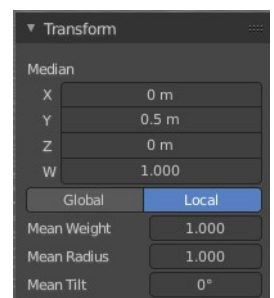 Transform
Median
X 0 m
Y 0.5 m
Z 0 m
W 1.000
Global Local
Mean Weight 1.000
Mean Radius 1.000
Mean Tilt 0°